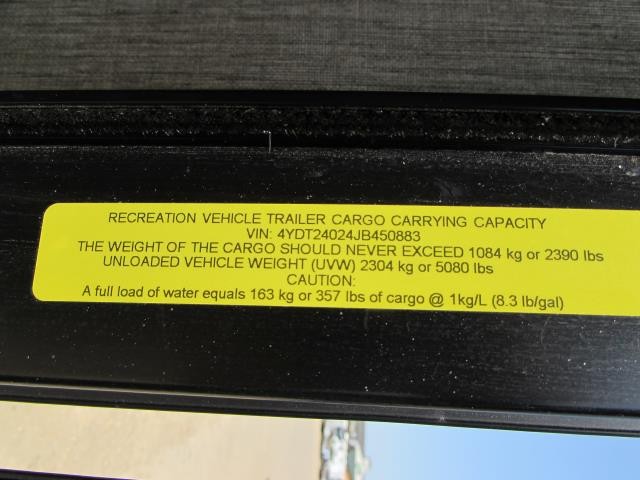 RECREATION VEHICLE TRAILER CARGO CARRYING CAPACITY
VIN: 4YDT24024JB450883
THE WEIGHT OF THE CARGO SHOULD NEVER EXCEED 1084 kg or 2390 lbs
UNLOADED VEHICLE WEIGHT (UVW) 2304 kg or 5080 lbs
CAUTION:
A full load of water equals 163 kg or 357 lbs of cargo @ 1kg/L (8.3 lb/gal)